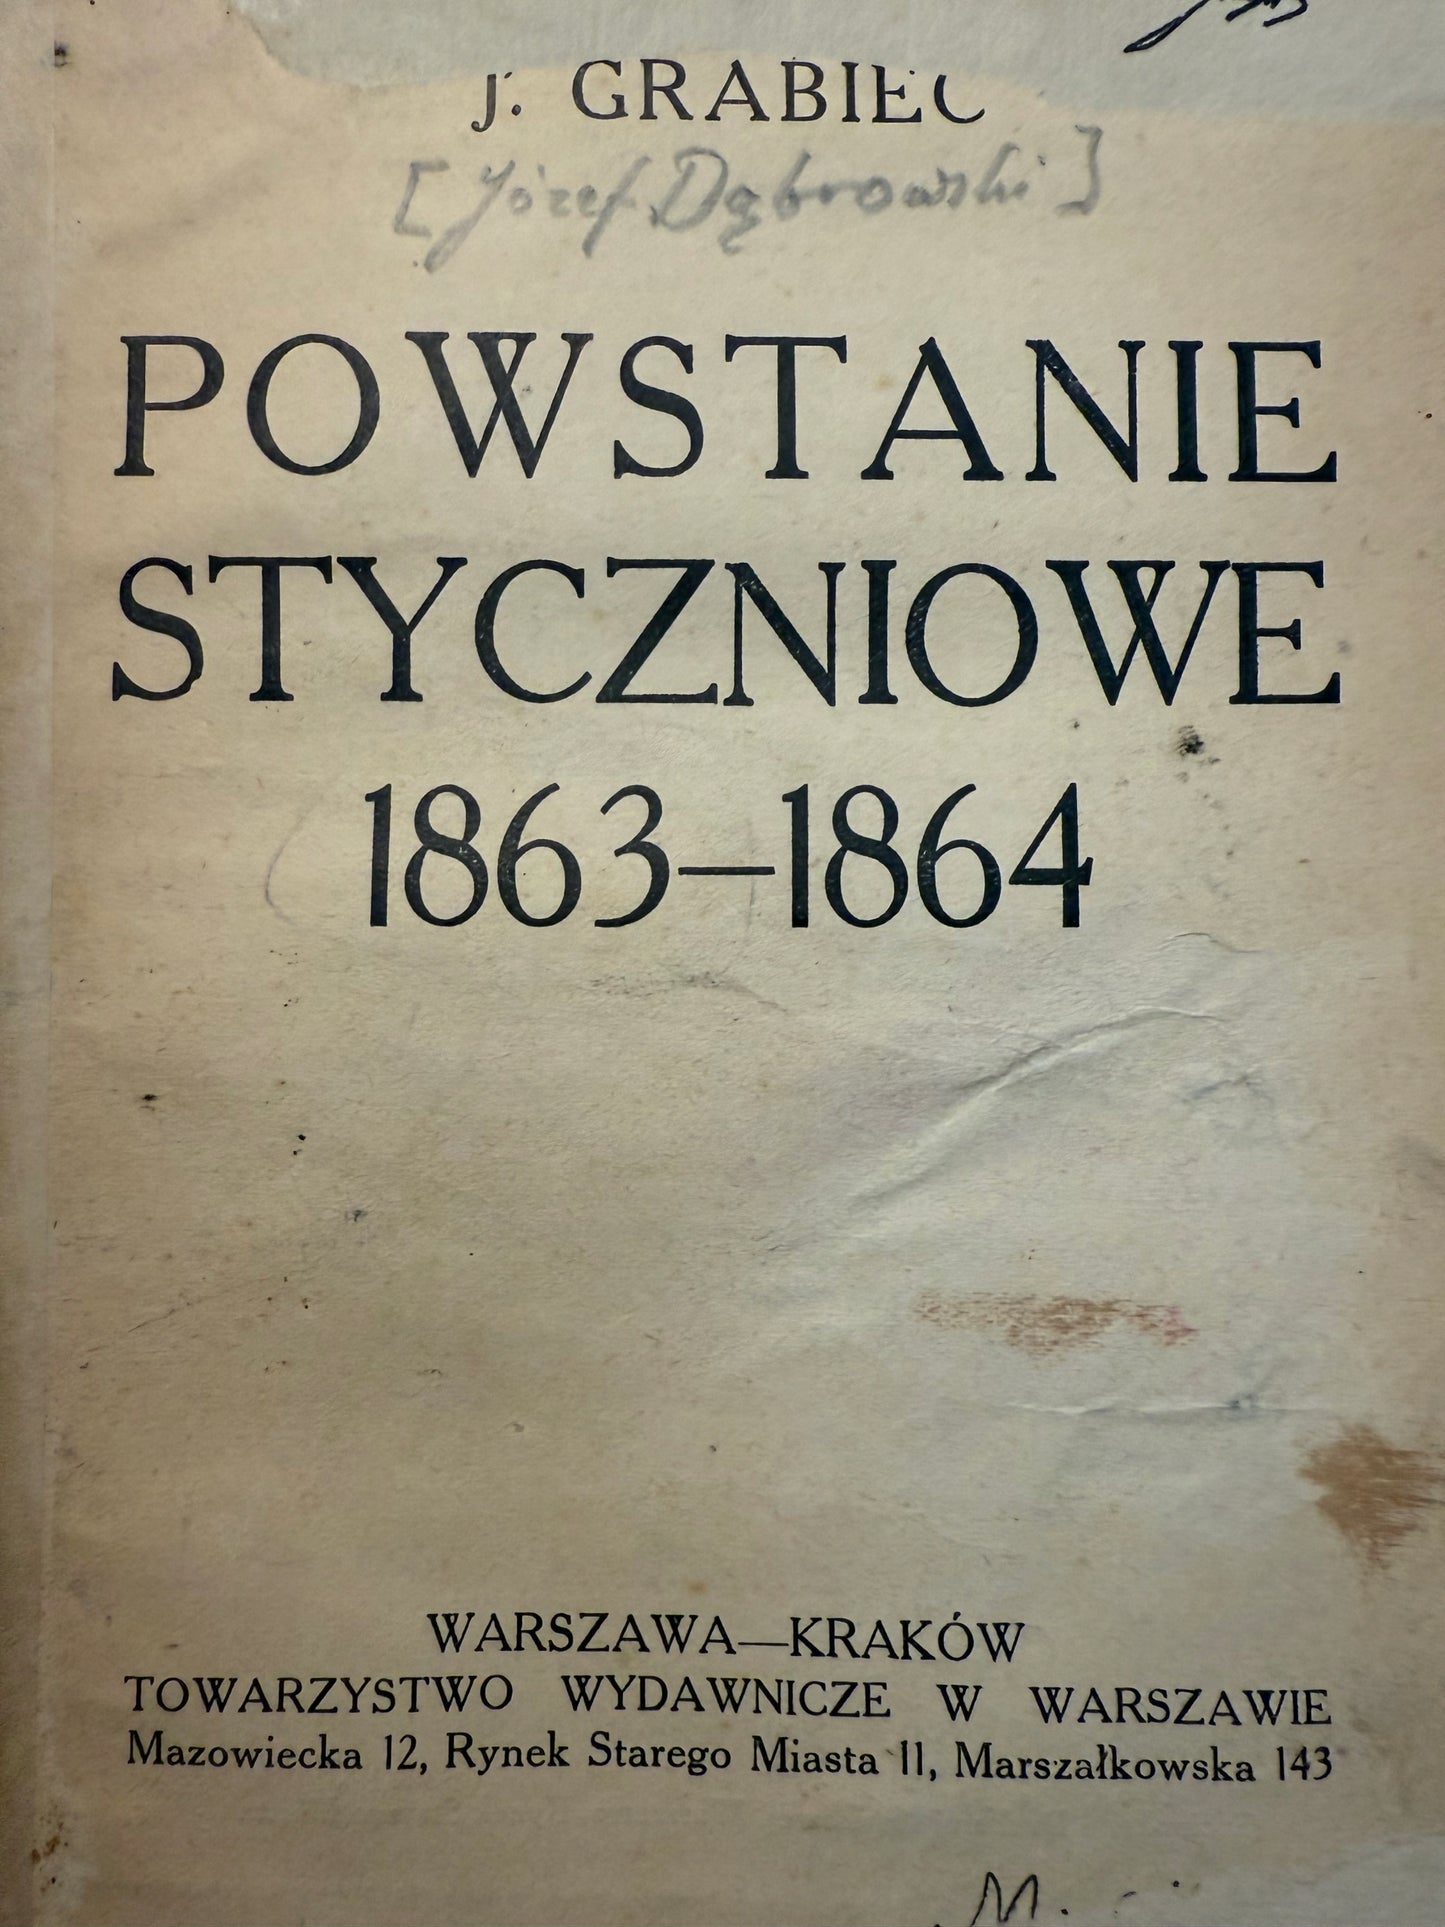 J. GRABIEC
[Józef Dąbrowski]
POWSTANIE
STYCZNIOWE
1863—1864
WARSZAWA—KRAKÓW
TOWARZYSTWO WYDAWNICZE W WARSZAWIE
Mazowiecka 12, Rynek Starego Miasta 11, Marszałkowska 143
M.